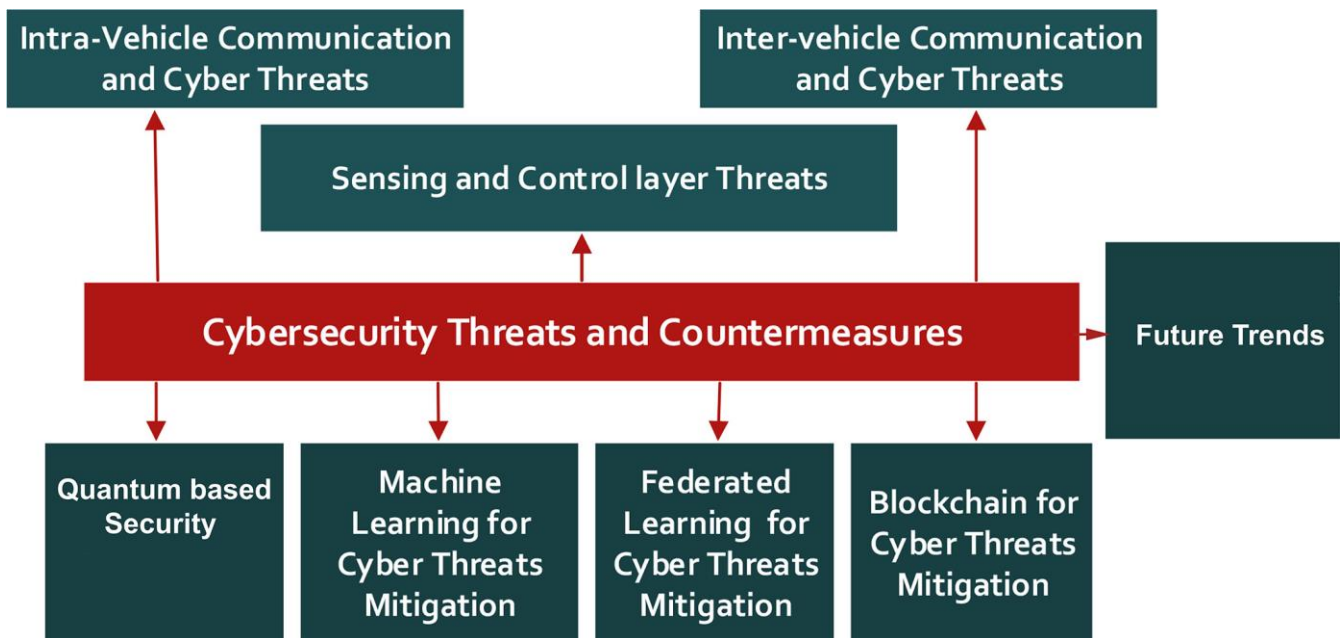 Intra-Vehicle Communication
and Cyber Threats
Inter-vehicle Communication
and Cyber Threats
Sensing and Control layer Threats
Cybersecurity Threats and Countermeasures
Future Trends
Quantum based
Security
Machine
Learning for
Cyber Threats
Mitigation
Federated
Learning for
Cyber Threats
Mitigation
Blockchain for
Cyber Threats
Mitigation